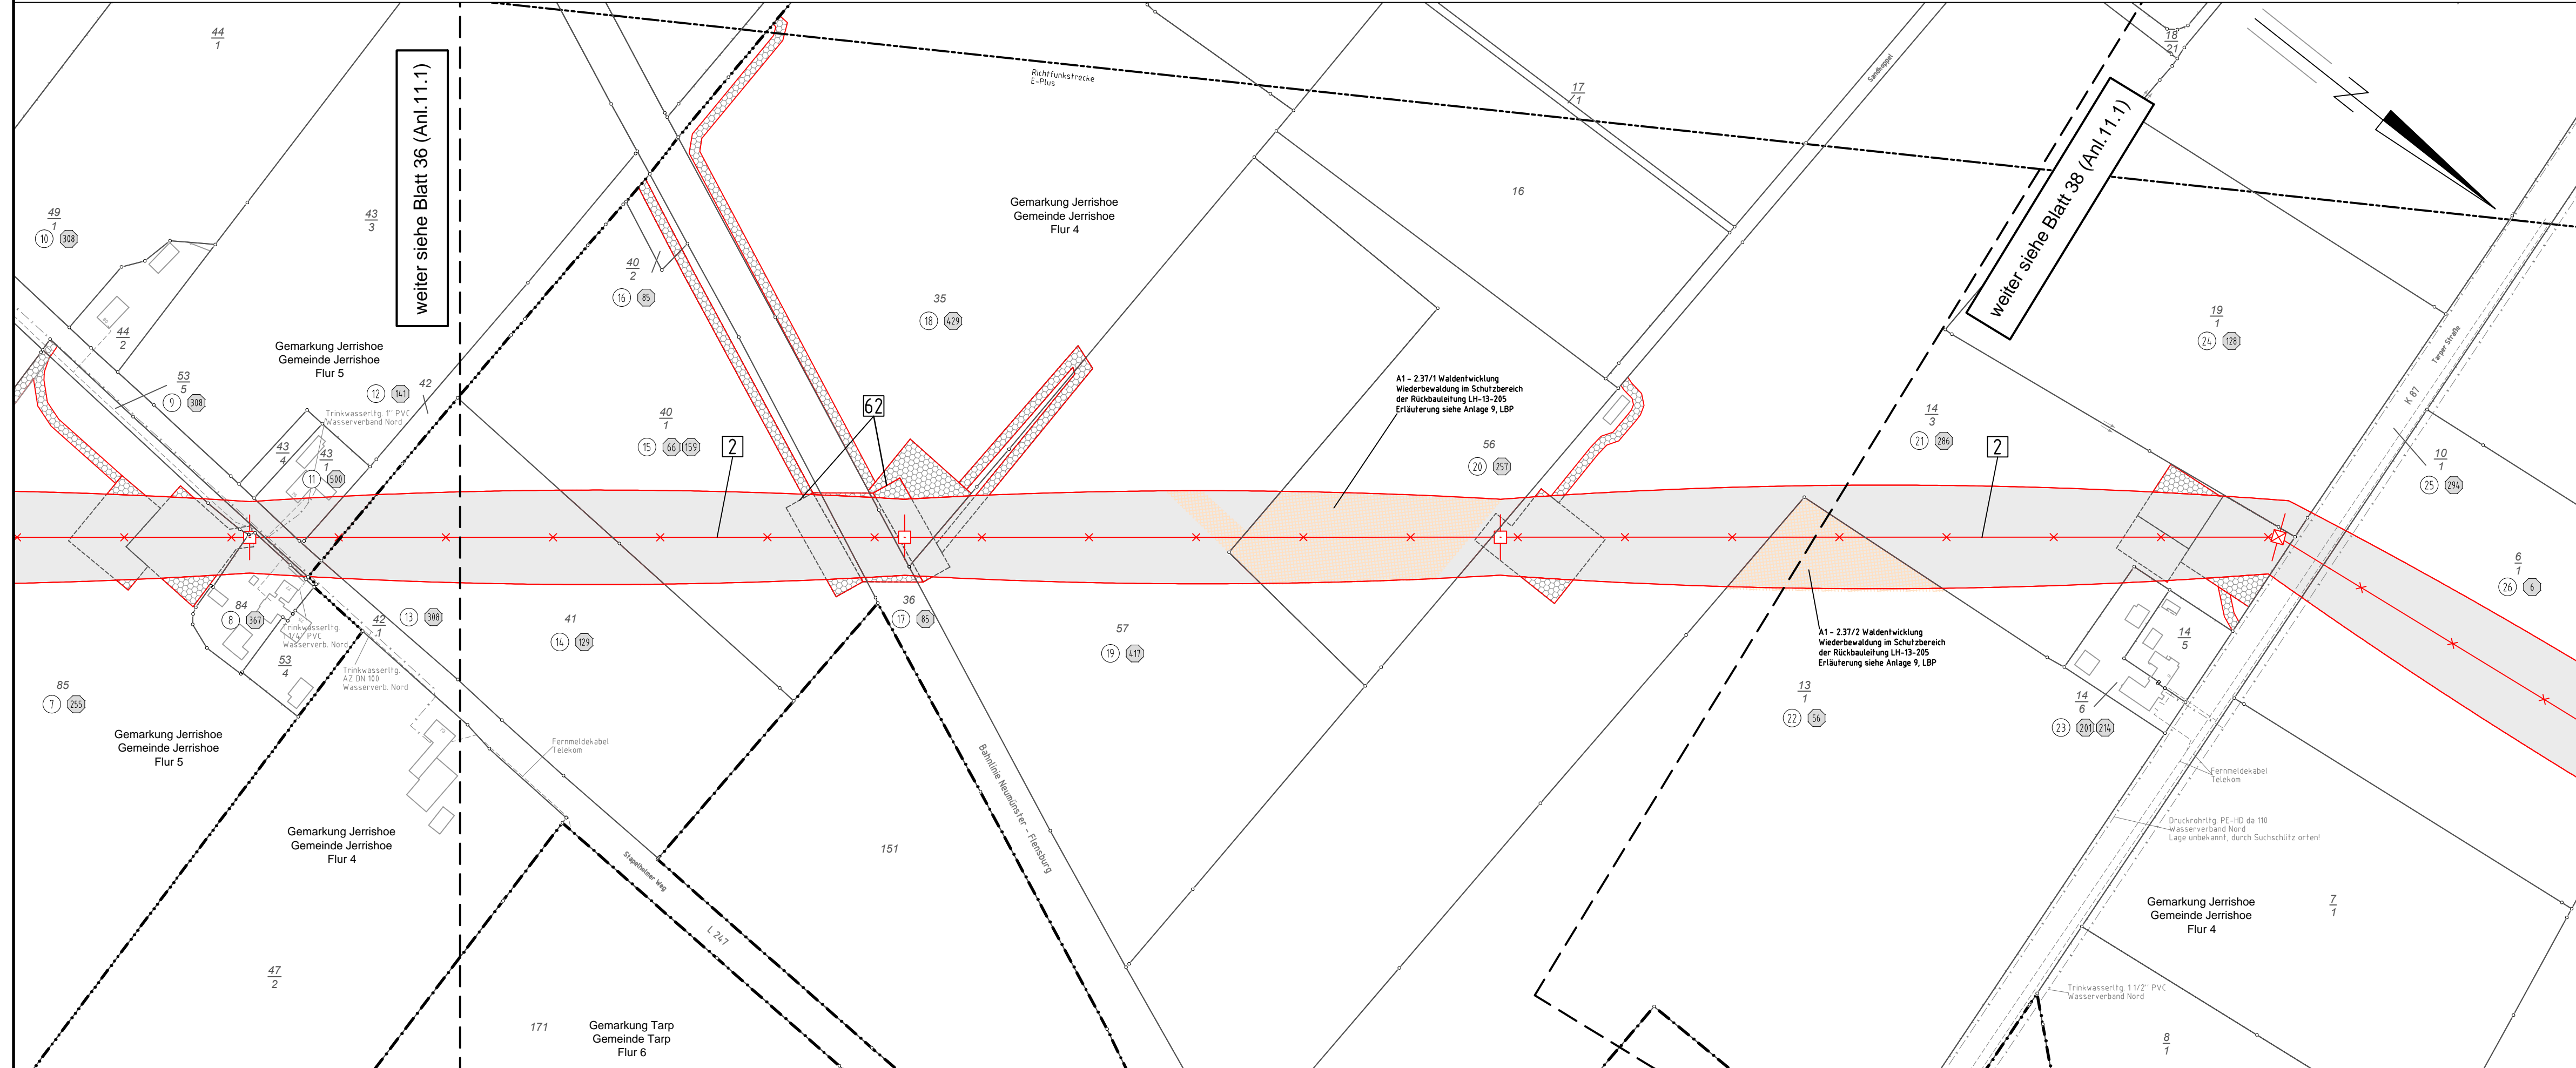 44
1
weiter siehe Blatt 36 (Anl.11.1)
49
1
10 308
43
3
44
2
Gemarkung Jerrishoe
Gemeinde Jerrishoe
Flur 5
53
5
9 308
12 141
42
Trinkwasserltg. 1" PVC
Wasserverband Nord
43
4
43
1
11 500
84
8 367
Trinkwasserltg.
1 1/4" PVC
Wasserverb. Nord
53
4
42
1
13 308
Trinkwasserltg.
AZ DN 100
Wasserverb. Nord
85
7 255
Gemarkung Jerrishoe
Gemeinde Jerrishoe
Flur 5
Gemarkung Jerrishoe
Gemeinde Jerrishoe
Flur 4
47
2
Richtfunkstrecke
E-Plus
40
2
16 85
40
1
15 66 159
2
62
35
18 429
Gemarkung Jerrishoe
Gemeinde Jerrishoe
Flur 4
41
14 129
36
17 85
57
19 417
Fernmeldekabel
Telekom
Stapelholmer Weg
L 247
151
Bahnlinie Neumünster - Flensburg
171
Gemarkung Tarp
Gemeinde Tarp
Flur 6
17
1
16
Sandkoppel
A1 - 2.37/1 Waldentwicklung
Wiederbewaldung im Schutzbereich
der Rückbauleitung LH-13-205
Erläuterung siehe Anlage 9, LBP
56
20 257
18
21
weiter siehe Blatt 38 (Anl.11.1)
N
19
1
24 128
14
3
21 286
2
Tarper Straße
K 87
10
1
25 294
6
1
26 6
A1 - 2.37/2 Waldentwicklung
Wiederbewaldung im Schutzbereich
der Rückbauleitung LH-13-205
Erläuterung siehe Anlage 9, LBP
13
1
22 56
14
5
14
6
23 201 214
Fernmeldekabel
Telekom
Druckrohrltg. PE-HD da 110
Wasserverband Nord
Lage unbekannt, durch Suchschlitz orten!
Gemarkung Jerrishoe
Gemeinde Jerrishoe
Flur 4
7
1
Trinkwasserltg. 1 1/2" PVC
Wasserverband Nord
8
1